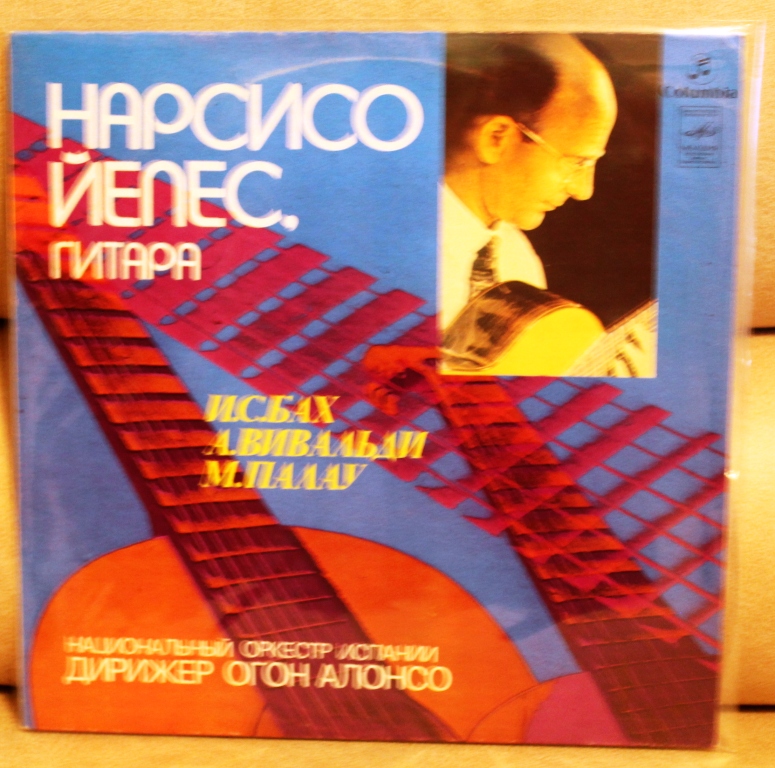 НАРСИСО
ЙЕПЕС,
ГИТАРА
Columbia
И.С.БАХ
А.ВИВАЛЬДИ
М.ПАЛАУ
НАЦИОНАЛЬНЫЙ ОРКЕСТР ИСПАНИИ
ДИРИЖЕР ОГОН АЛОНСО